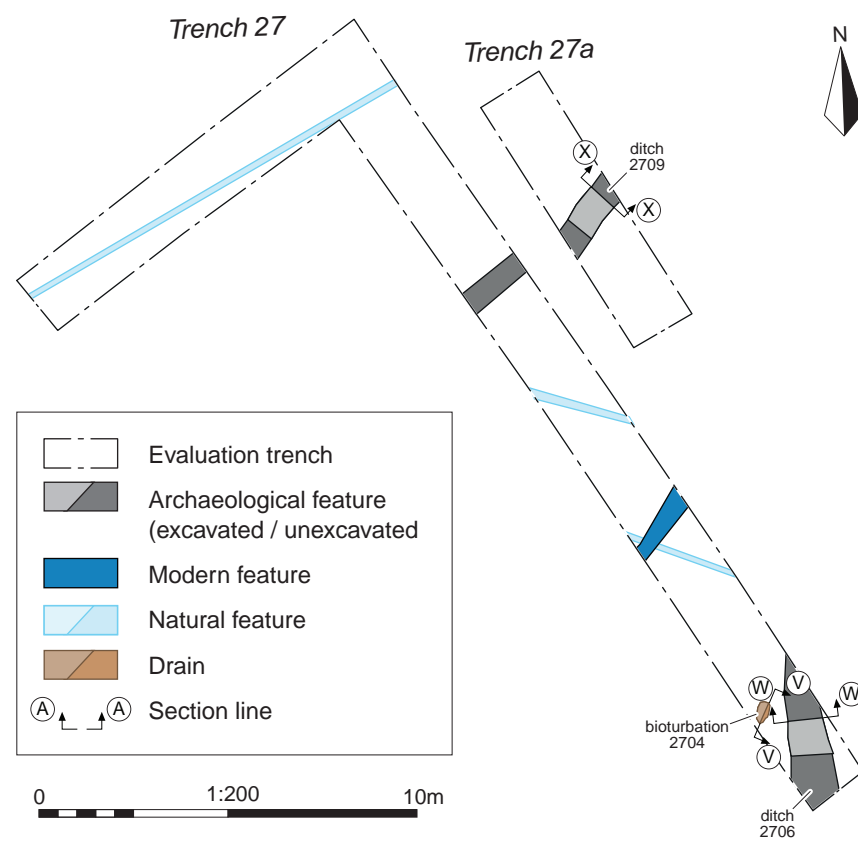 Trench 27
Trench 27a
N
X
ditch
2709
X
Evaluation trench
Archaeological feature
(excavated / unexcavated
Modern feature
Natural feature
Drain
A
A
Section line
W
V
W
bioturbation
2704
V
ditch
2706
0
1:200
10m